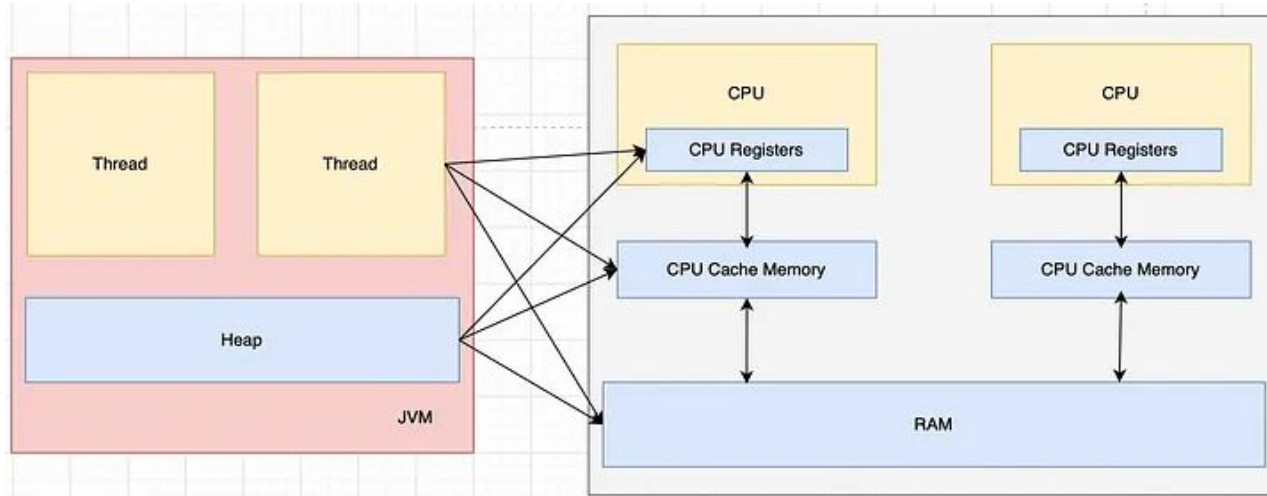 Thread
Thread
Heap
JVM
CPU
CPU Registers
CPU Cache Memory
CPU
CPU Registers
CPU Cache Memory
RAM